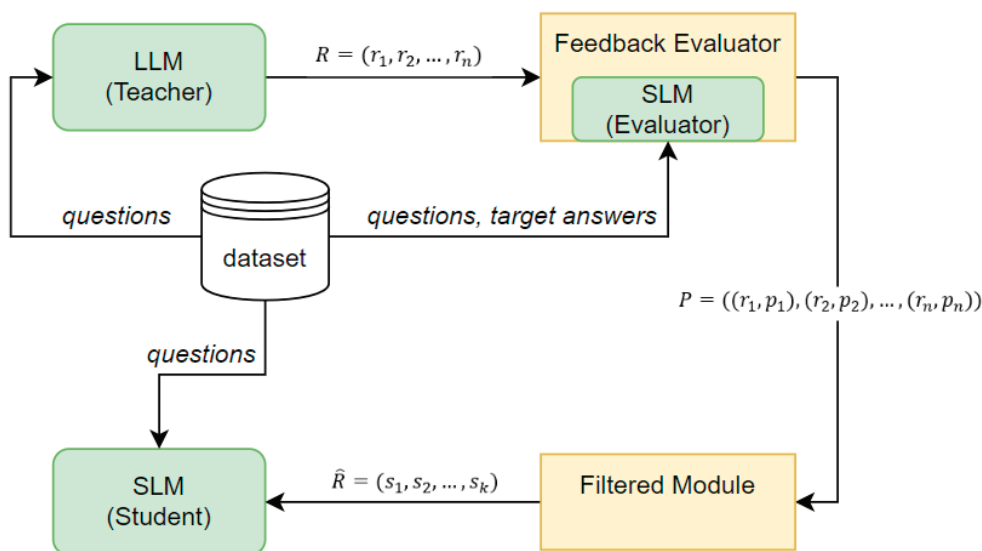 LLM
(Teacher)
R = (r₁, r₂, ..., rₙ)
Feedback Evaluator
SLM
(Evaluator)
questions
questions, target answers
dataset
P = ((r₁, p₁), (r₂, p₂), ..., (rₙ, pₙ))
questions
SLM
(Student)
R̂ = (s₁, s₂, ..., sₖ)
Filtered Module